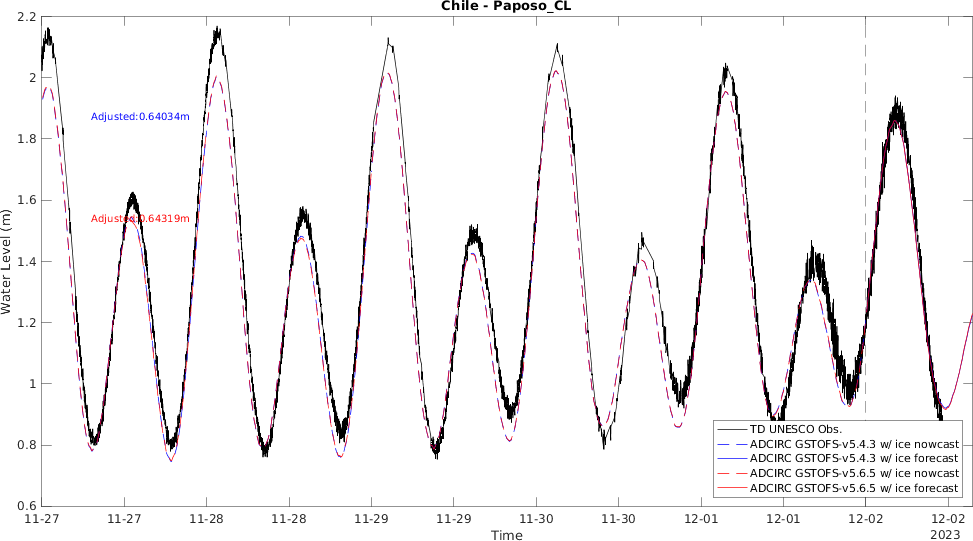 Chile - Paposo_CL
2.2
2
1.8
1.6
1.4
1.2
1
0.8
0.6
Water Level (m)
Adjusted:0.64034m
Adjusted:0.64319m
TD UNESCO Obs.
ADCIRC GSTOFS-v5.4.3 w/ ice nowcast
ADCIRC GSTOFS-v5.4.3 w/ ice forecast
ADCIRC GSTOFS-v5.6.5 w/ ice nowcast
ADCIRC GSTOFS-v5.6.5 w/ ice forecast
11-27 11-27 11-28 11-28 11-29 11-29 11-30 11-30 12-01 12-01 12-02 12-02
2023
Time